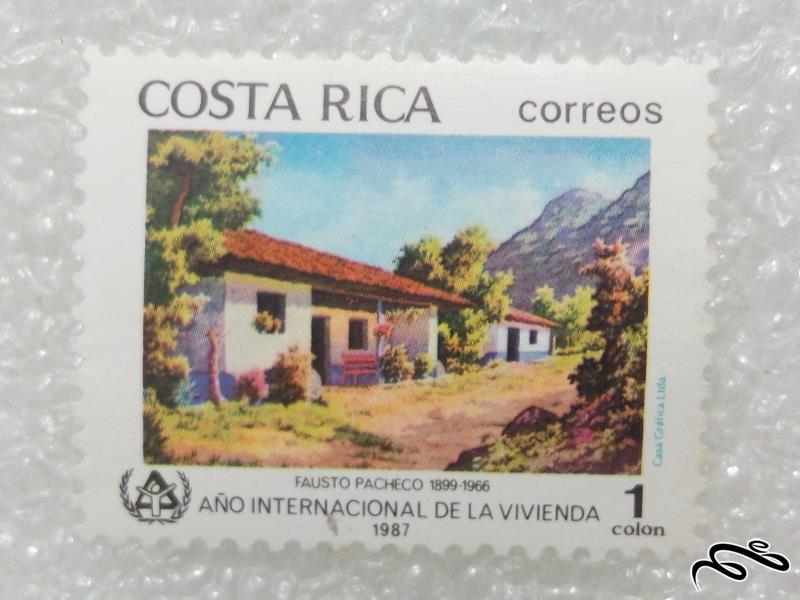 COSTA RICA correos
Casa Gráfica Ltda
FAUSTO PACHECO 1899-1966
AÑO INTERNACIONAL DE LA VIVIENDA
1987
1
colon